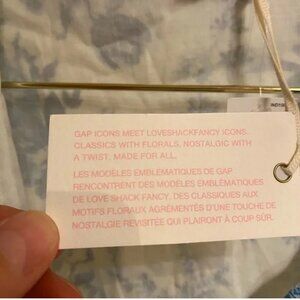 GAP ICONS MEET LOVESHACKFANCY ICONS.
CLASSICS WITH FLORALS, NOSTALGIC WITH
A TWIST, MADE FOR ALL.
LES MODÈLES EMBLÉMATIQUES DE GAP
RENCONTRENT DES MODÈLES EMBLÉMATIQUES
DE LOVE SHACK FANCY. DES CLASSIQUES AUX
MOTIFS FLORAUX AGRÉMENTÉS D'UNE TOUCHE DE
NOSTALGIE REVISITÉE QUI PLAIRONT À COUP SÛR.